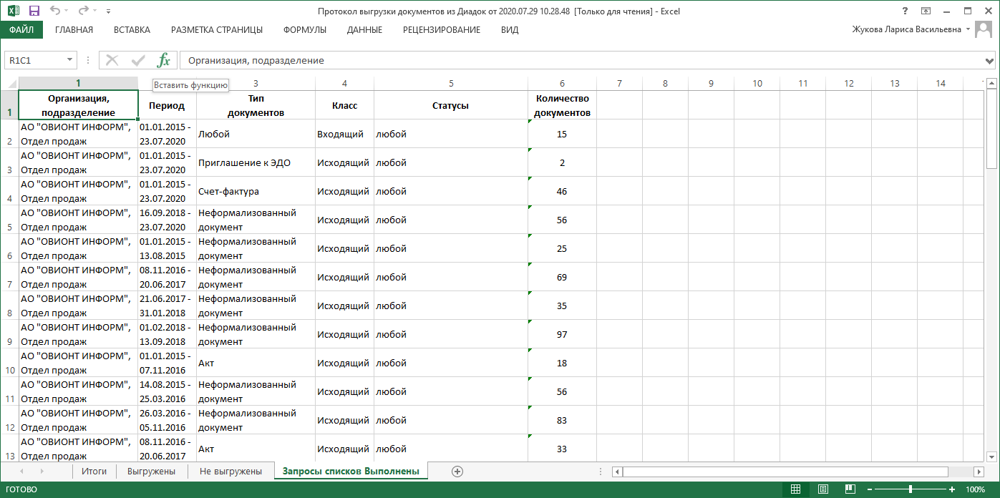 Протокол выгрузки документов из Диадок от 2020.07.29 10.28.48 [Только для чтения] - Excel
ФАЙЛ ГЛАВНАЯ ВСТАВКА РАЗМЕТКА СТРАНИЦЫ ФОРМУЛЫ ДАННЫЕ РЕЦЕНЗИРОВАНИЕ ВИД Жукова Лариса Васильевна
R1C1 fx Организация, подразделение
Вставить функцию
1 3 4 5 6 7 8 9 10 11 12 13 14
1 Организация, подразделение Период Тип документов Класс Статусы Количество документов
2 АО "ОВИОНТ ИНФОРМ", Отдел продаж 01.01.2015 - 23.07.2020 Любой Входящий любой 15
3 АО "ОВИОНТ ИНФОРМ", Отдел продаж 01.01.2015 - 23.07.2020 Приглашение к ЭДО Исходящий любой 2
4 АО "ОВИОНТ ИНФОРМ", Отдел продаж 01.01.2015 - 23.07.2020 Счет-фактура Исходящий любой 46
5 АО "ОВИОНТ ИНФОРМ", Отдел продаж 16.09.2018 - 23.07.2020 Неформализованный документ Исходящий любой 56
6 АО "ОВИОНТ ИНФОРМ", Отдел продаж 01.01.2015 - 13.08.2015 Неформализованный документ Исходящий любой 25
7 АО "ОВИОНТ ИНФОРМ", Отдел продаж 08.11.2016 - 20.06.2017 Неформализованный документ Исходящий любой 69
8 АО "ОВИОНТ ИНФОРМ", Отдел продаж 21.06.2017 - 31.01.2018 Неформализованный документ Исходящий любой 35
9 АО "ОВИОНТ ИНФОРМ", Отдел продаж 01.02.2018 - 13.09.2018 Неформализованный документ Исходящий любой 97
10 АО "ОВИОНТ ИНФОРМ", Отдел продаж 01.01.2015 - 07.11.2016 Акт Исходящий любой 18
11 АО "ОВИОНТ ИНФОРМ", Отдел продаж 14.08.2015 - 25.03.2016 Неформализованный документ Исходящий любой 56
12 АО "ОВИОНТ ИНФОРМ", Отдел продаж 26.03.2016 - 05.11.2016 Неформализованный документ Исходящий любой 83
13 АО "ОВИОНТ ИНФОРМ", Отдел продаж 08.11.2016 - 20.06.2017 Акт Исходящий любой 33
Итоги Выгружены Не выгружены Запросы списков Выполнены
ГОТОВО 100%